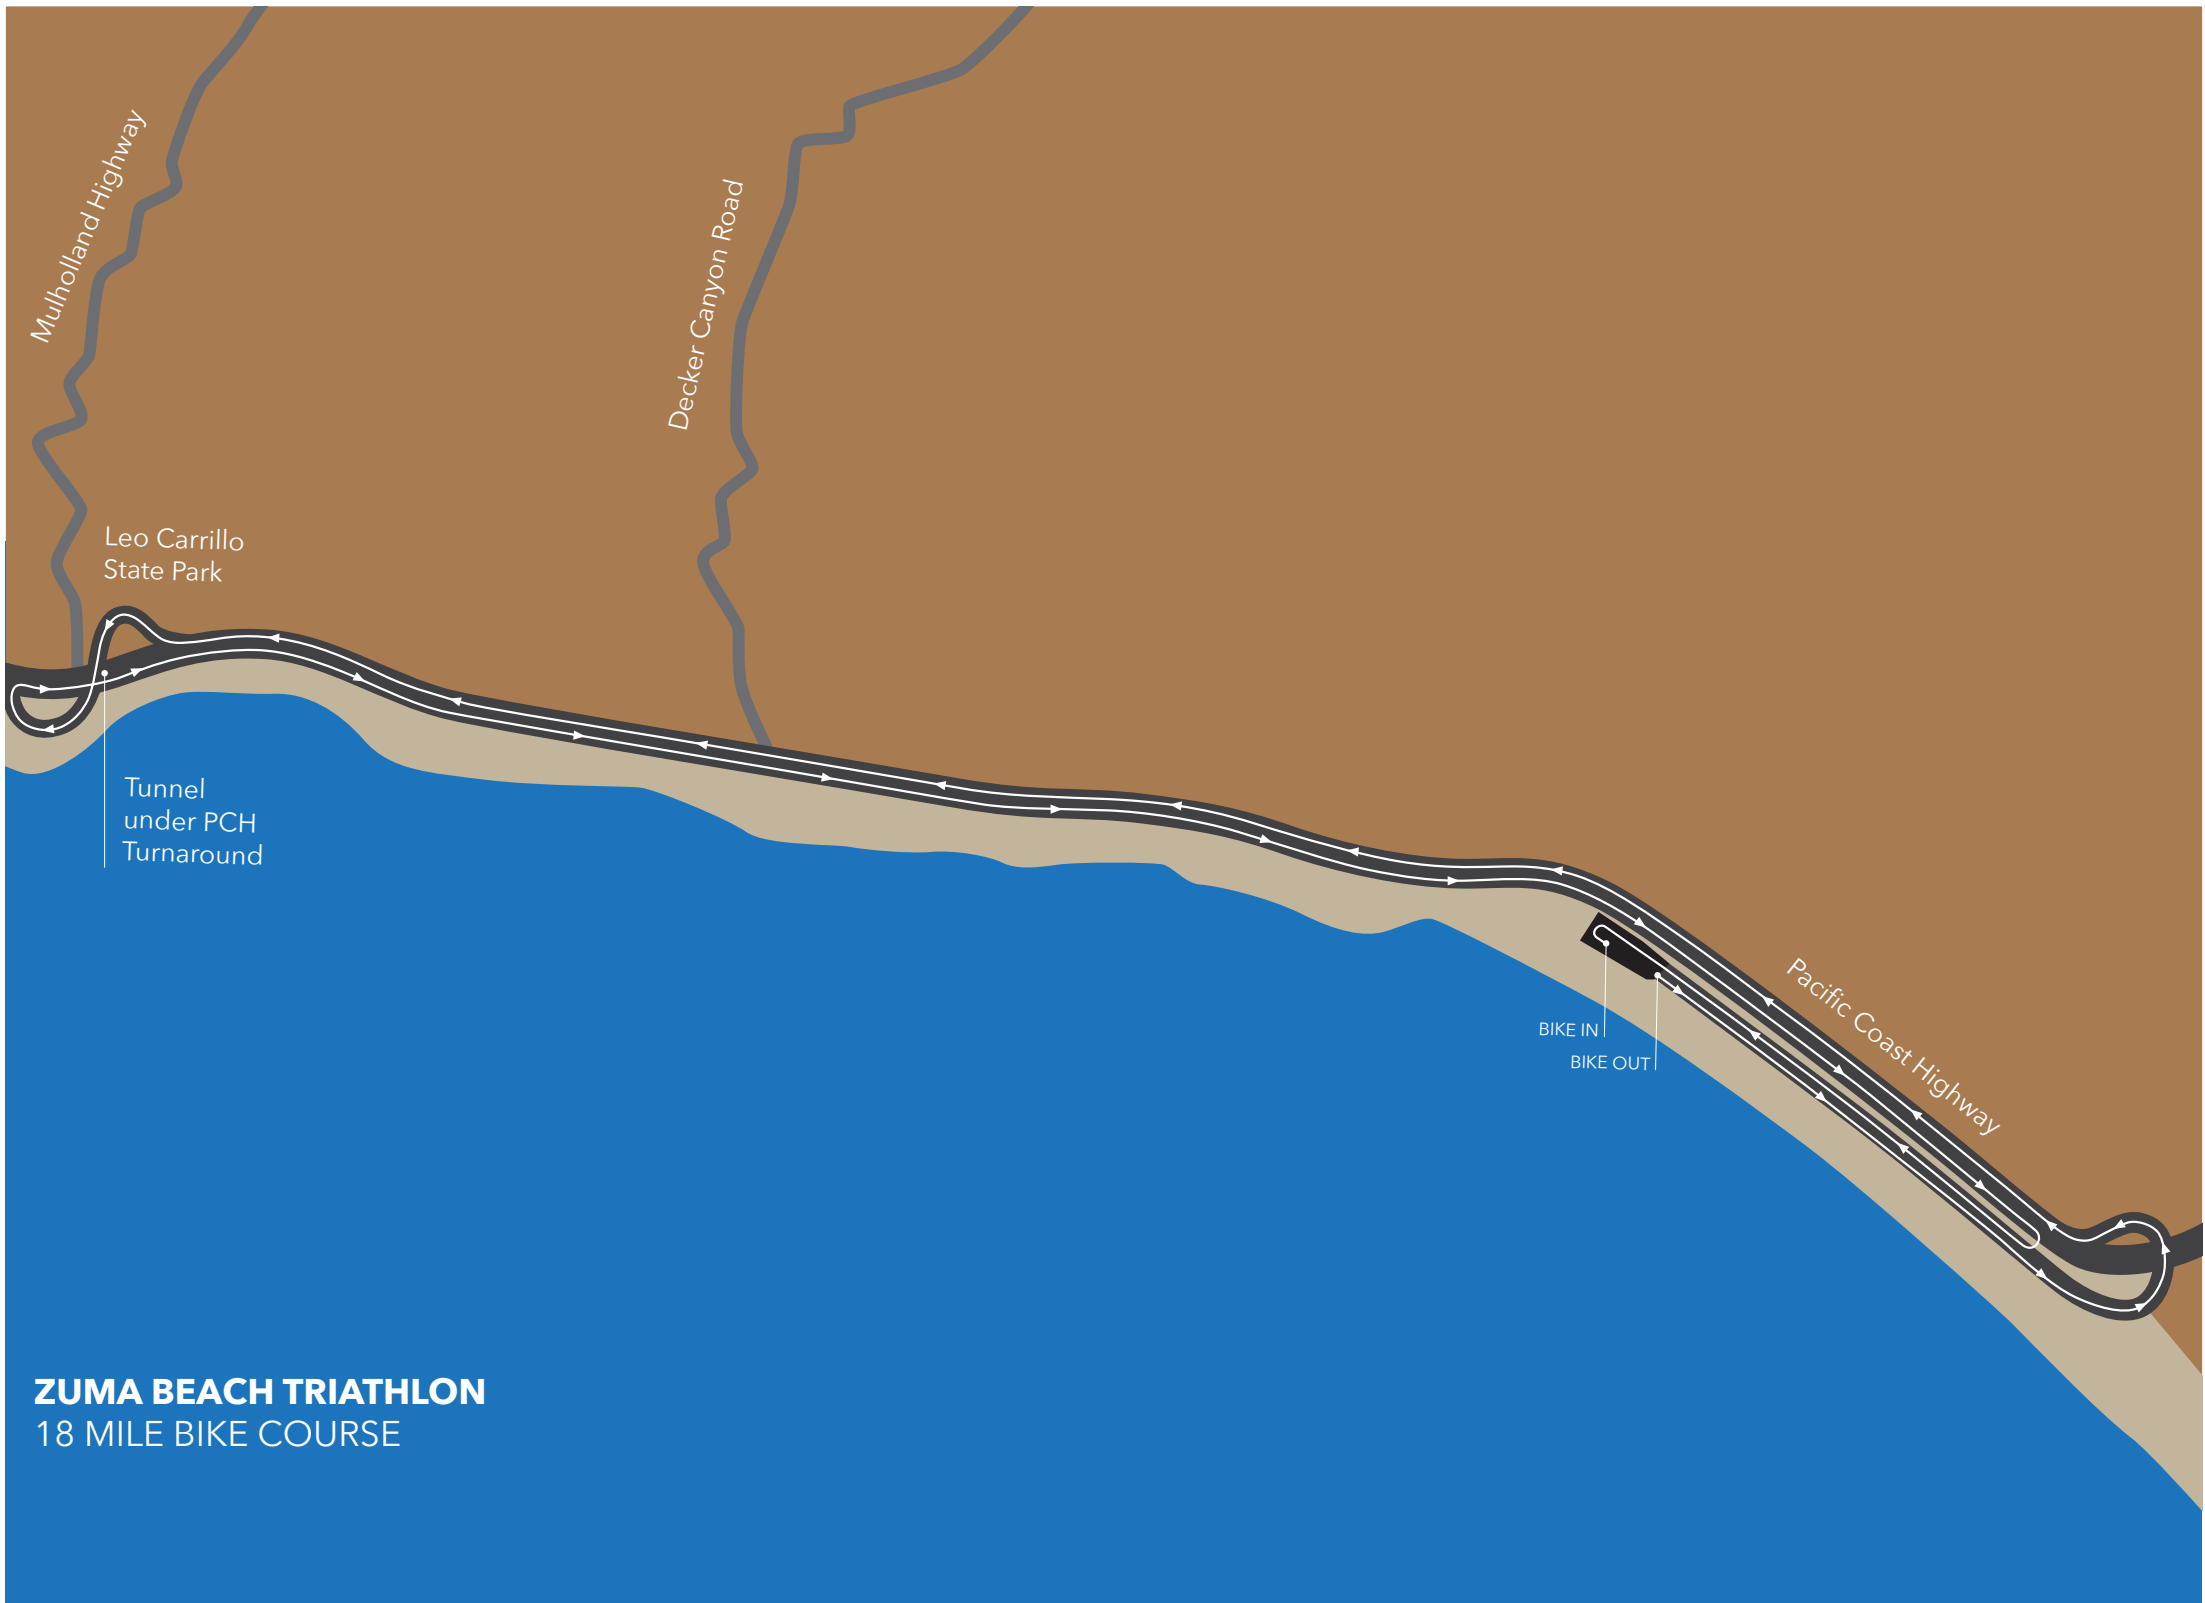 Mulholland Highway
Decker Canyon Road
Leo Carrillo
State Park
Tunnel
under PCH
Turnaround
Pacific Coast Highway
BIKE IN
BIKE OUT
ZUMA BEACH TRIATHLON
18 MILE BIKE COURSE